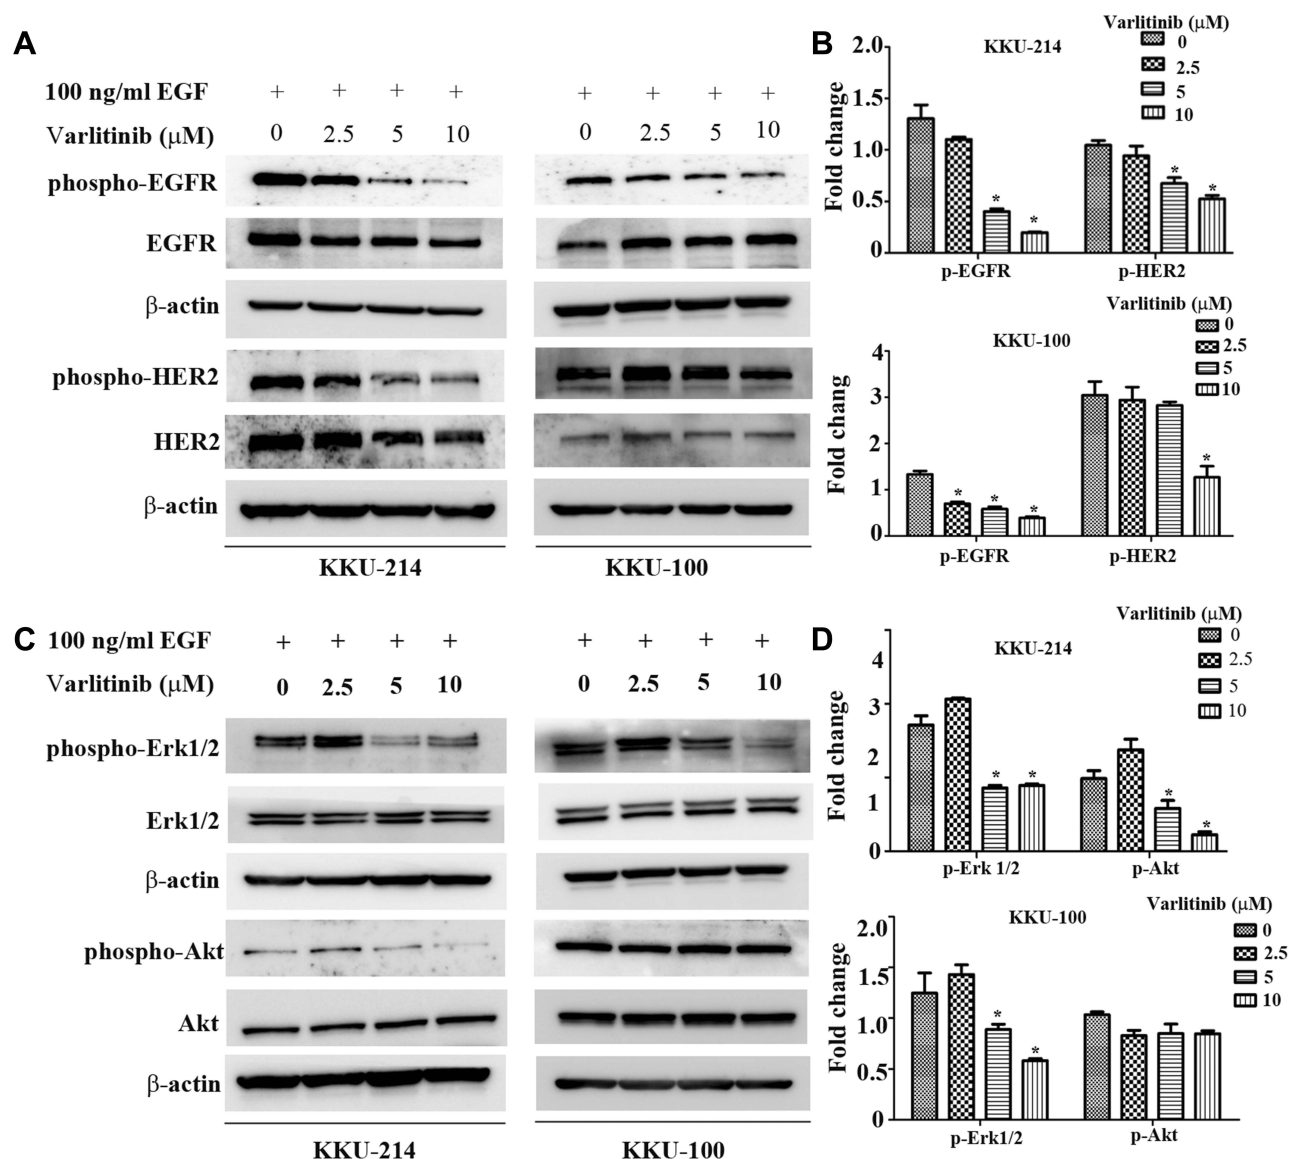 A
100 ng/ml EGF + + + + + + + +
Varlitinib (μM) 0 2.5 5 10 0 2.5 5 10
phospho-EGFR
EGFR
β-actin
phospho-HER2
HER2
β-actin
KKU-214 KKU-100
B
Varlitinib (μM)
KKU-214
0
2.5
5
10
Fold change
2.0
1.5
1.0
0.5
0
* * * *
p-EGFR p-HER2
Varlitinib (μM)
KKU-100
0
2.5
5
10
Fold chang
4
3
2
1
0
* * * *
p-EGFR p-HER2
C
100 ng/ml EGF + + + + + + + +
Varlitinib (μM) 0 2.5 5 10 0 2.5 5 10
phospho-Erk1/2
Erk1/2
β-actin
phospho-Akt
Akt
β-actin
KKU-214 KKU-100
D
Varlitinib (μM)
KKU-214
0
2.5
5
10
Fold change
4
3
2
1
0
* * * *
p-Erk 1/2 p-Akt
Varlitinib (μM)
KKU-100
0
2.5
5
10
Fold change
2.0
1.5
1.0
0.5
0
* *
p-Erk1/2 p-Akt